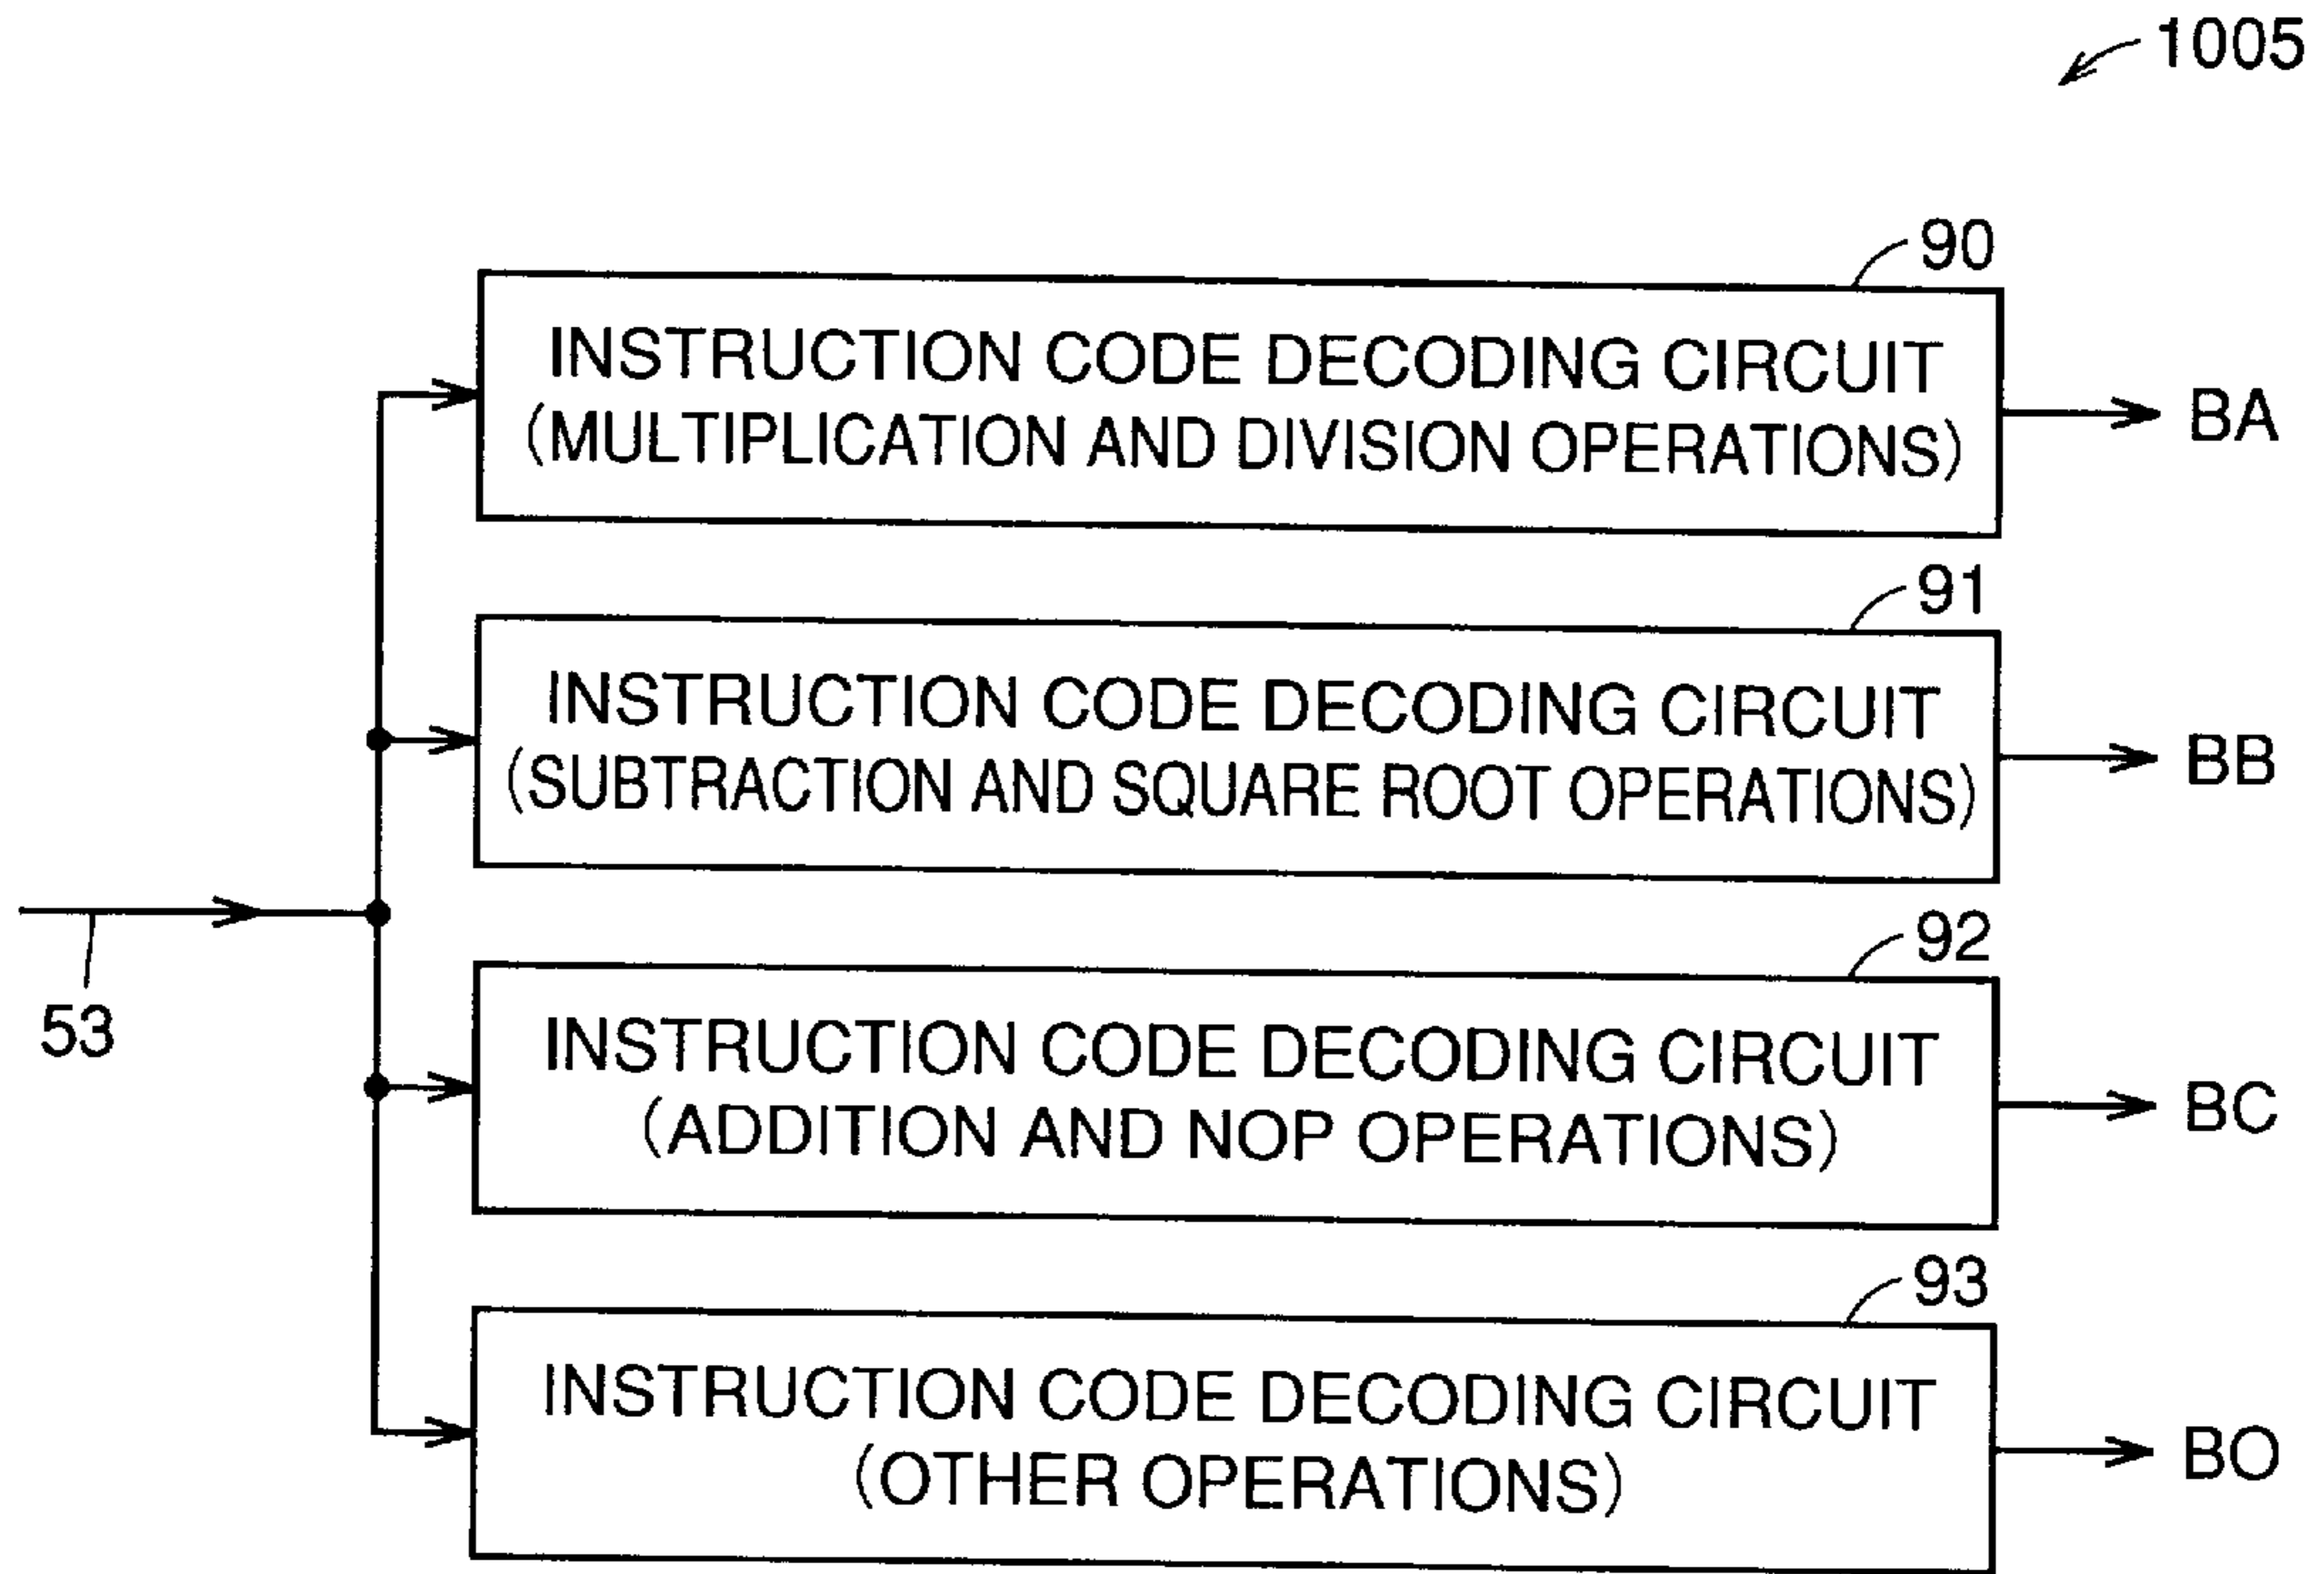 1005
90
INSTRUCTION CODE DECODING CIRCUIT
(MULTIPLICATION AND DIVISION OPERATIONS)
BA
91
INSTRUCTION CODE DECODING CIRCUIT
(SUBTRACTION AND SQUARE ROOT OPERATIONS)
BB
53
92
INSTRUCTION CODE DECODING CIRCUIT
(ADDITION AND NOP OPERATIONS)
BC
93
INSTRUCTION CODE DECODING CIRCUIT
(OTHER OPERATIONS)
BO